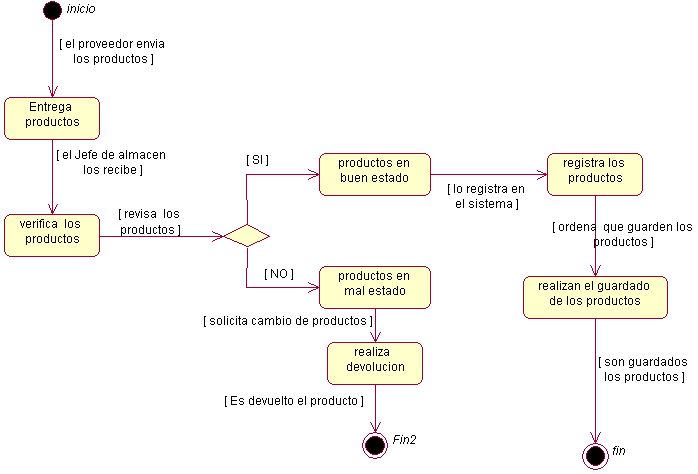 inicio
[ el proveedor envia
los productos ]
Entrega
productos
[ el Jefe de almacen
los recibe ]
verifica los
productos
[ revisa los
productos ]
[ SI ]
productos en
buen estado
[ lo registra en
el sistema ]
registra los
productos
[ ordena que guarden los
productos ]
realizan el guardado
de los productos
[ son guardados
los productos ]
fin
[ NO ]
productos en
mal estado
[ solicita cambio de productos ]
realiza
devolucion
[ Es devuelto el producto ]
Fin2